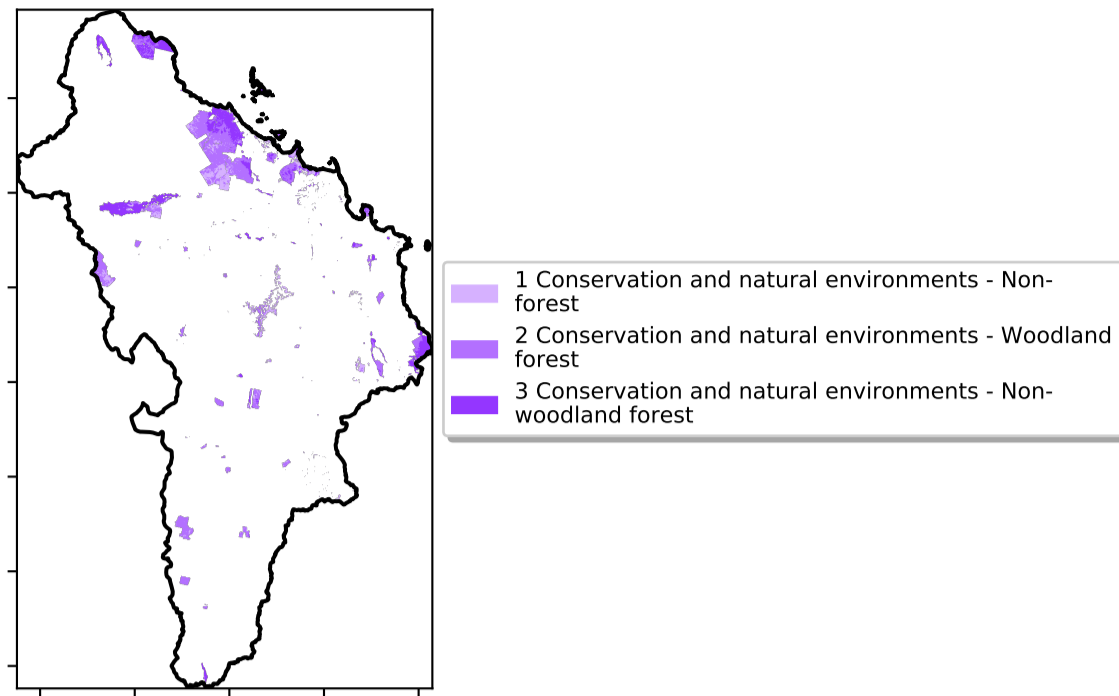 1 Conservation and natural environments - Non-
forest
2 Conservation and natural environments - Woodland
forest
3 Conservation and natural environments - Non-
woodland forest